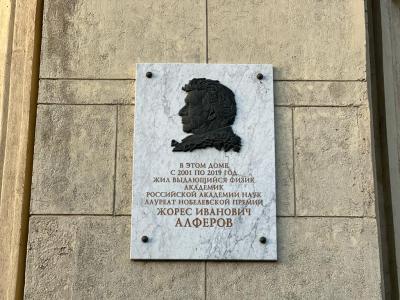 В ЭТОМ ДОМЕ
С 2001 ПО 2019 ГОД
ЖИЛ ВЫДАЮЩИЙСЯ ФИЗИК
АКАДЕМИК
РОССИЙСКОЙ АКАДЕМИИ НАУК
ЛАУРЕАТ НОБЕЛЕВСКОЙ ПРЕМИИ
ЖОРЕС ИВАНОВИЧ
АЛФЕРОВ